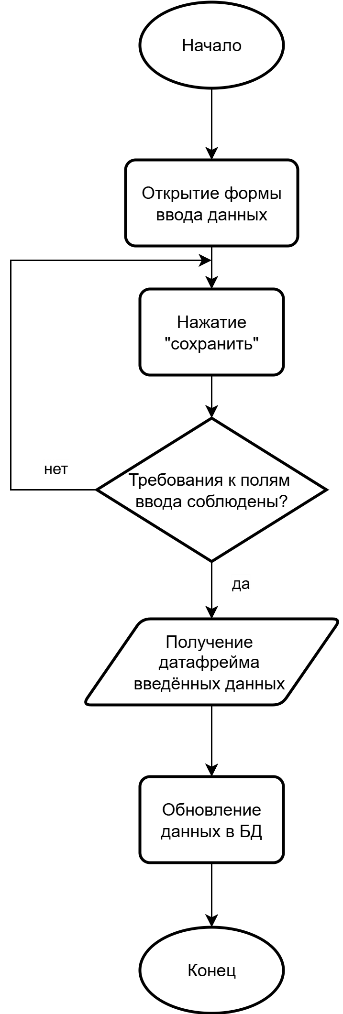 Начало
Открытие формы
ввода данных
Нажатие
"сохранить"
Требования к полям
ввода соблюдены?
нет
да
Получение
датафрейма
введённых данных
Обновление
данных в БД
Конец